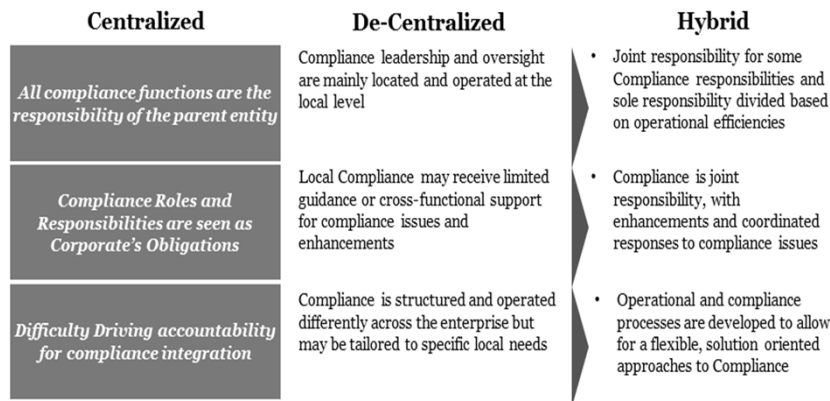 Centralized
De-Centralized
Hybrid
All compliance functions are the
responsibility of the parent entity
Compliance leadership and oversight
are mainly located and operated at the
local level
• Joint responsibility for some
Compliance responsibilities and
sole responsibility divided based
on operational efficiencies
Compliance Roles and
Responsibilities are seen as
Corporate's Obligations
Local Compliance may receive limited
guidance or cross-functional support
for compliance issues and
enhancements
• Compliance is joint
responsibility, with
enhancements and coordinated
responses to compliance issues
Difficulty Driving accountability
for compliance integration
Compliance is structured and operated
differently across the enterprise but
may be tailored to specific local needs
• Operational and compliance
processes are developed to allow
for a flexible, solution oriented
approaches to Compliance